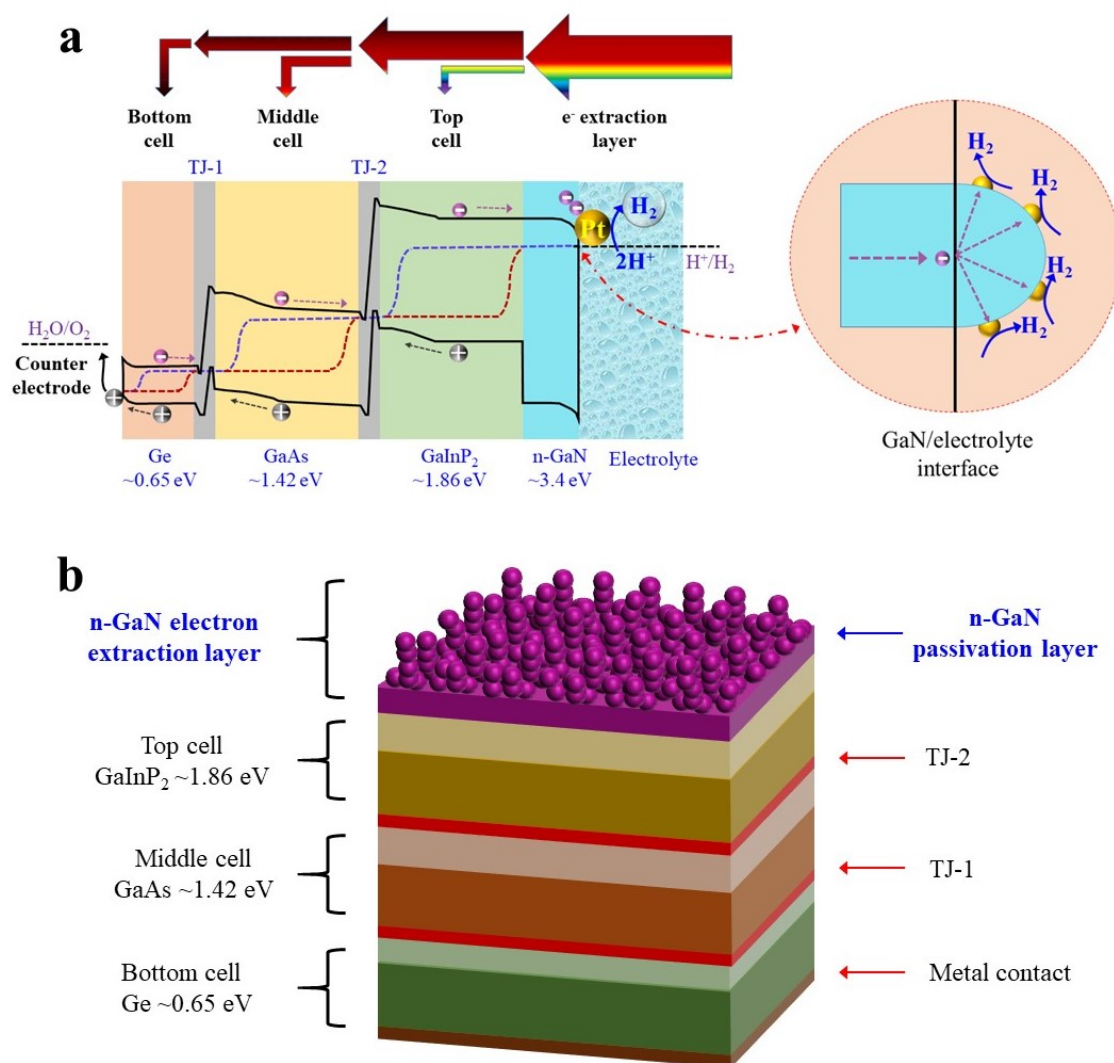 a
Bottom
cell
Middle
cell
Top
cell
e⁻ extraction
layer
TJ-1
TJ-2
H₂
Pt
2H⁺
H⁺/H₂
H₂O/O₂
Counter
electrode
Ge
~0.65 eV
GaAs
~1.42 eV
GaInP₂
~1.86 eV
n-GaN
~3.4 eV
Electrolyte
H₂
H₂
H₂
H₂
GaN/electrolyte
interface
b
n-GaN electron
extraction layer
Top cell
GaInP₂ ~1.86 eV
Middle cell
GaAs ~1.42 eV
Bottom cell
Ge ~0.65 eV
n-GaN
passivation layer
TJ-2
TJ-1
Metal contact